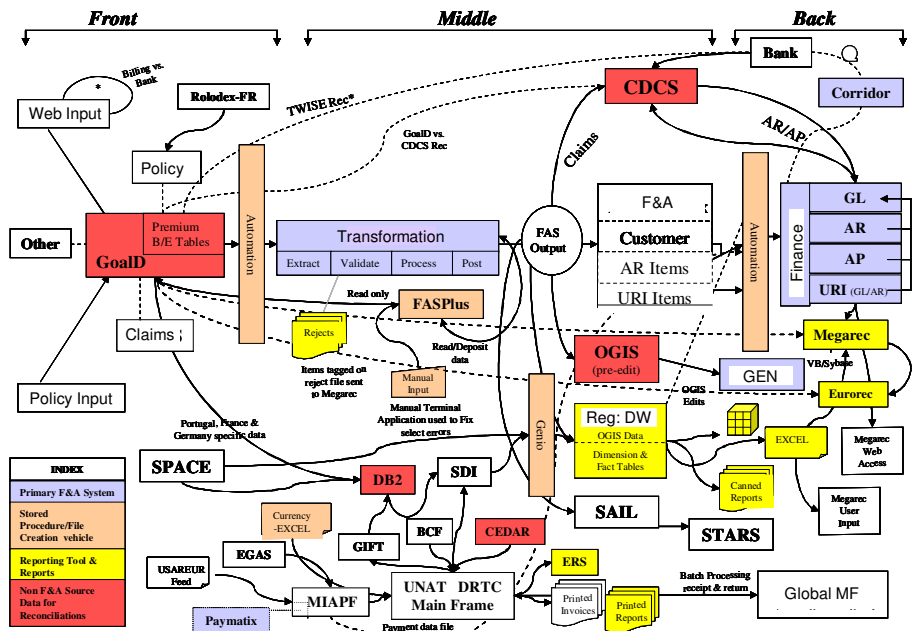 Front
Middle
Back
Billing vs.
Bank
*
Web Input
Rolodex-FR
TWISE Rec*
Bank
Q
CDCS
Corridor
GoalD vs.
CDCS Rec
AR/AP
Claims
Policy
Automation
Other
Premium
B/E Tables
GoalD
Transformation
Extract
Validate
Process
Post
FAS
Output
F&A
Customer
AR Items
URI Items
Automation
Finance
GL
AR
AP
URI (GL/AR)
Read only
FASPlus
Rejects
Claims
Read/Deposit
data
Items tagged on
reject file sent
to Megarec
Manual
Input
Manual Terminal
Application used to Fix
select errors
OGIS
(pre-edit)
GEN
Megarec
VB/Sybase
Eurorec
Policy Input
Portugal, France &
Germany specific data
Genio
Reg: DW
OGIS Data
Dimension &
Fact Tables
OGIS
Edits
EXCEL
Megarec
Web
Access
Canned
Reports
Megarec
User
Input
SPACE
DB2
SDI
SAIL
STARS
INDEX
Primary F&A System
Stored
Procedure/File
Creation vehicle
Reporting Tool &
Reports
Non F&A Source
Data for
Reconciliations
Currency
-EXCEL
GIFT
BCF
CEDAR
EGAS
USAREUR
Feed
MIAPF
Paymatix
UNAT DRTC
Main Frame
Payment data file
ERS
Printed
Invoices
Printed
Reports
Batch Processing
receipt & return
Global MF